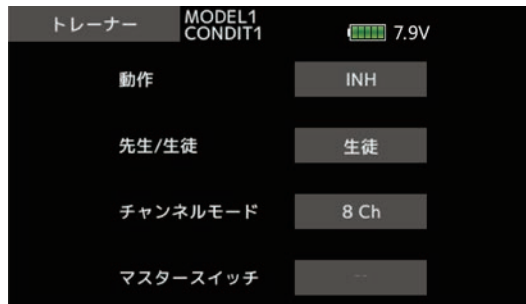 トレーナー
MODEL1
CONDIT1
7.9V
動作 INH
先生/生徒 生徒
チャンネルモード 8 Ch
マスタースイッチ --